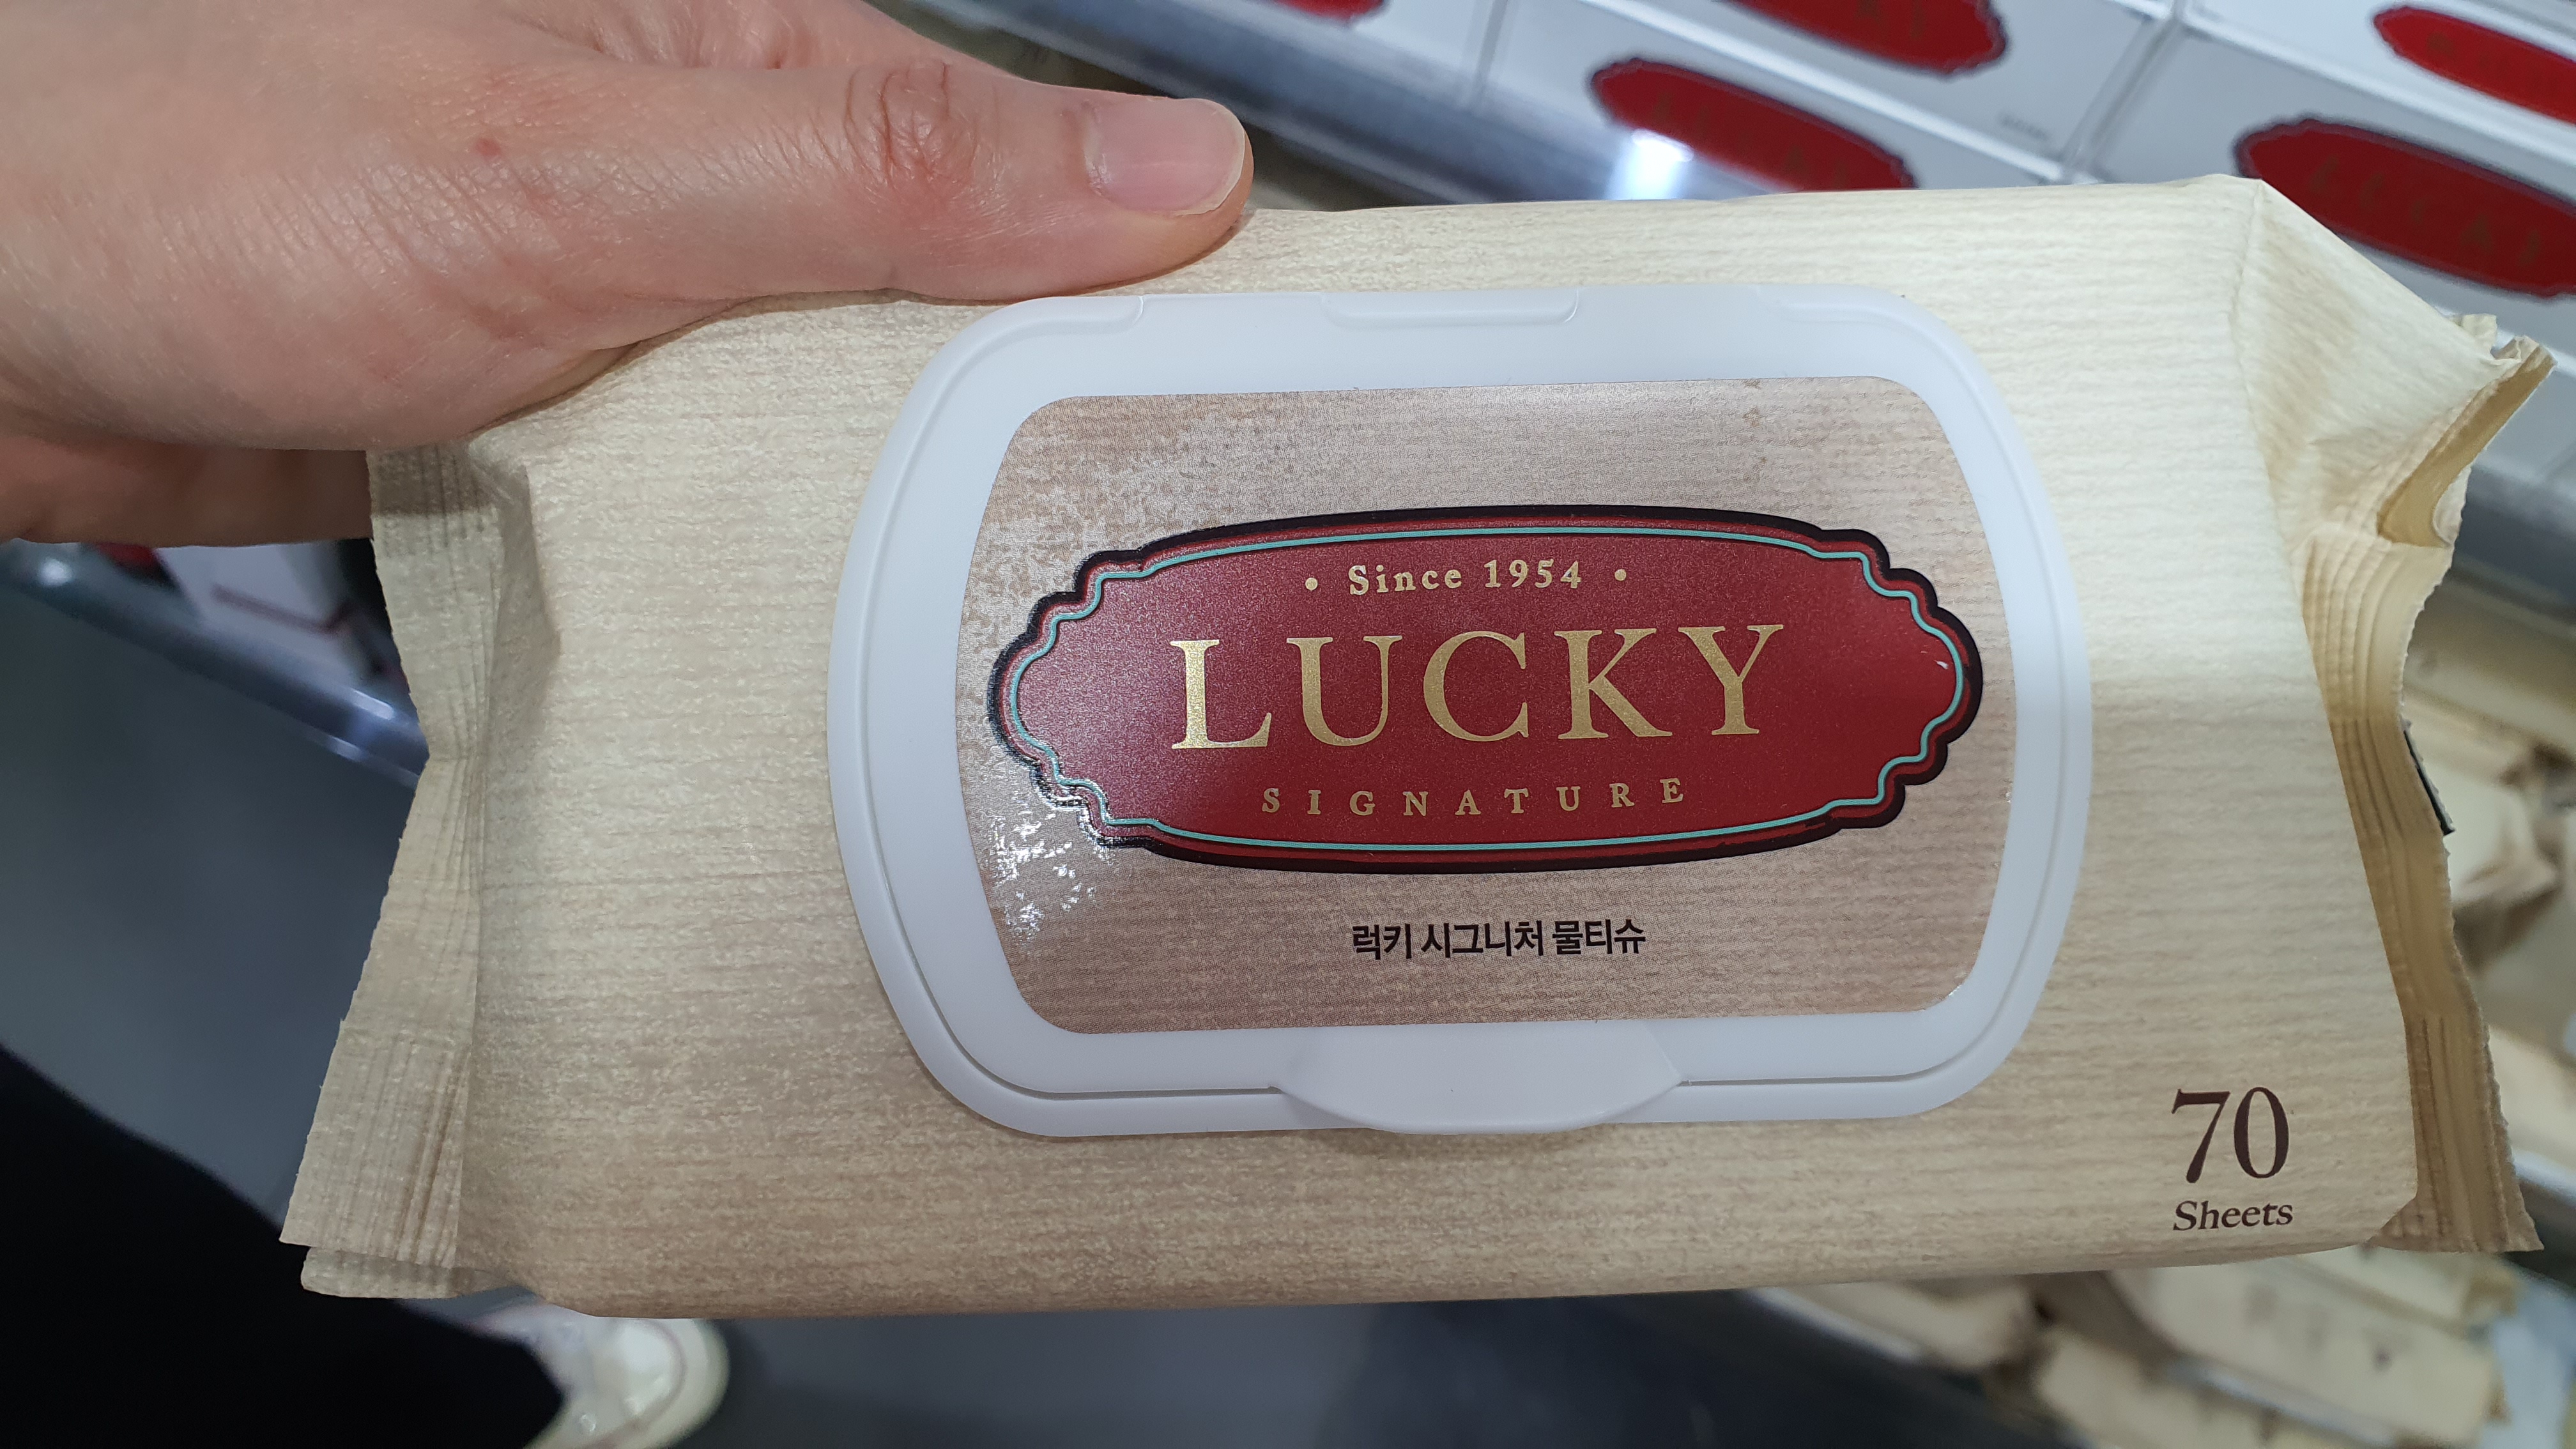 • Since 1954 •
LUCKY
SIGNATURE
럭키 시그니처 물티슈
70
Sheets